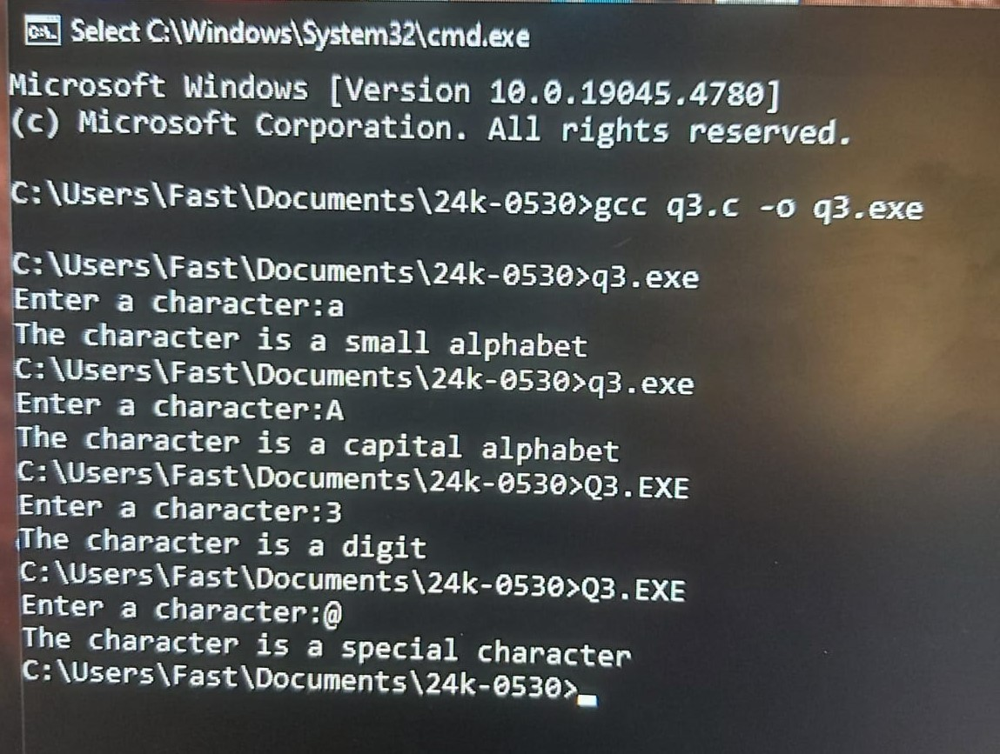 Select C:\Windows\System32\cmd.exe
Microsoft Windows [Version 10.0.19045.4780]
(c) Microsoft Corporation. All rights reserved.
C:\Users\Fast\Documents\24k-0530>gcc q3.c -o q3.exe
C:\Users\Fast\Documents\24k-0530>q3.exe
Enter a character:a
The character is a small alphabet
C:\Users\Fast\Documents\24k-0530>q3.exe
Enter a character:A
The character is a capital alphabet
C:\Users\Fast\Documents\24k-0530>Q3.EXE
Enter a character:3
The character is a digit
C:\Users\Fast\Documents\24k-0530>Q3.EXE
Enter a character:@
The character is a special character
C:\Users\Fast\Documents\24k-0530>